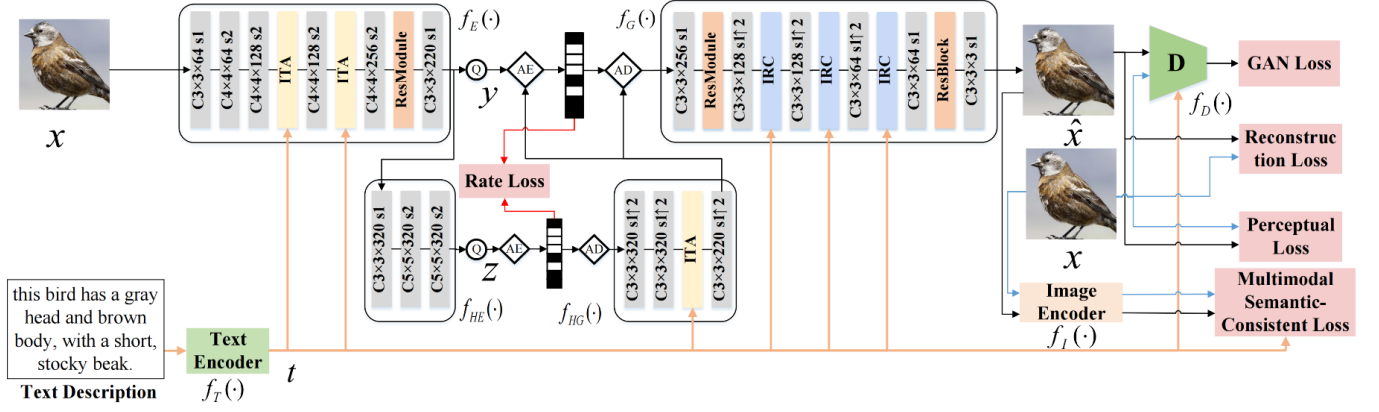 x
C3×3×64 s1
C4×4×64 s2
C4×4×128 s2
ITA
C4×128 s2
ITA
C4×4×256 s2
ResModule
C3×3×220 s1
f_E(·)
Q
y
AE
AD
f_G(·)
C3×3×256 s1
ResModule
C3×3×128 s1↑2
IRC
C3×3×128 s1↑2
IRC
C3×3×64 s1↑2
IRC
C3×3×64 s1
ResBlock
C3×3×3 s1
x̂
D
f_D(·)
GAN Loss
Reconstruc
tion Loss
Perceptual
Loss
x
Image
Encoder
f_I(·)
Multimodal
Semantic-
Consistent Loss
Rate Loss
C3×3×320 s1
C5×5×320 s2
C5×5×320 s2
f_HE(·)
Q
z
AE
AD
f_HG(·)
C3×3×320 s1↑2
C3×3×320 s1↑2
ITA
C3×3×220 s1↑2
this bird has a gray
head and brown
body, with a short,
stocky beak.
Text Description
Text
Encoder
f_T(·)
t